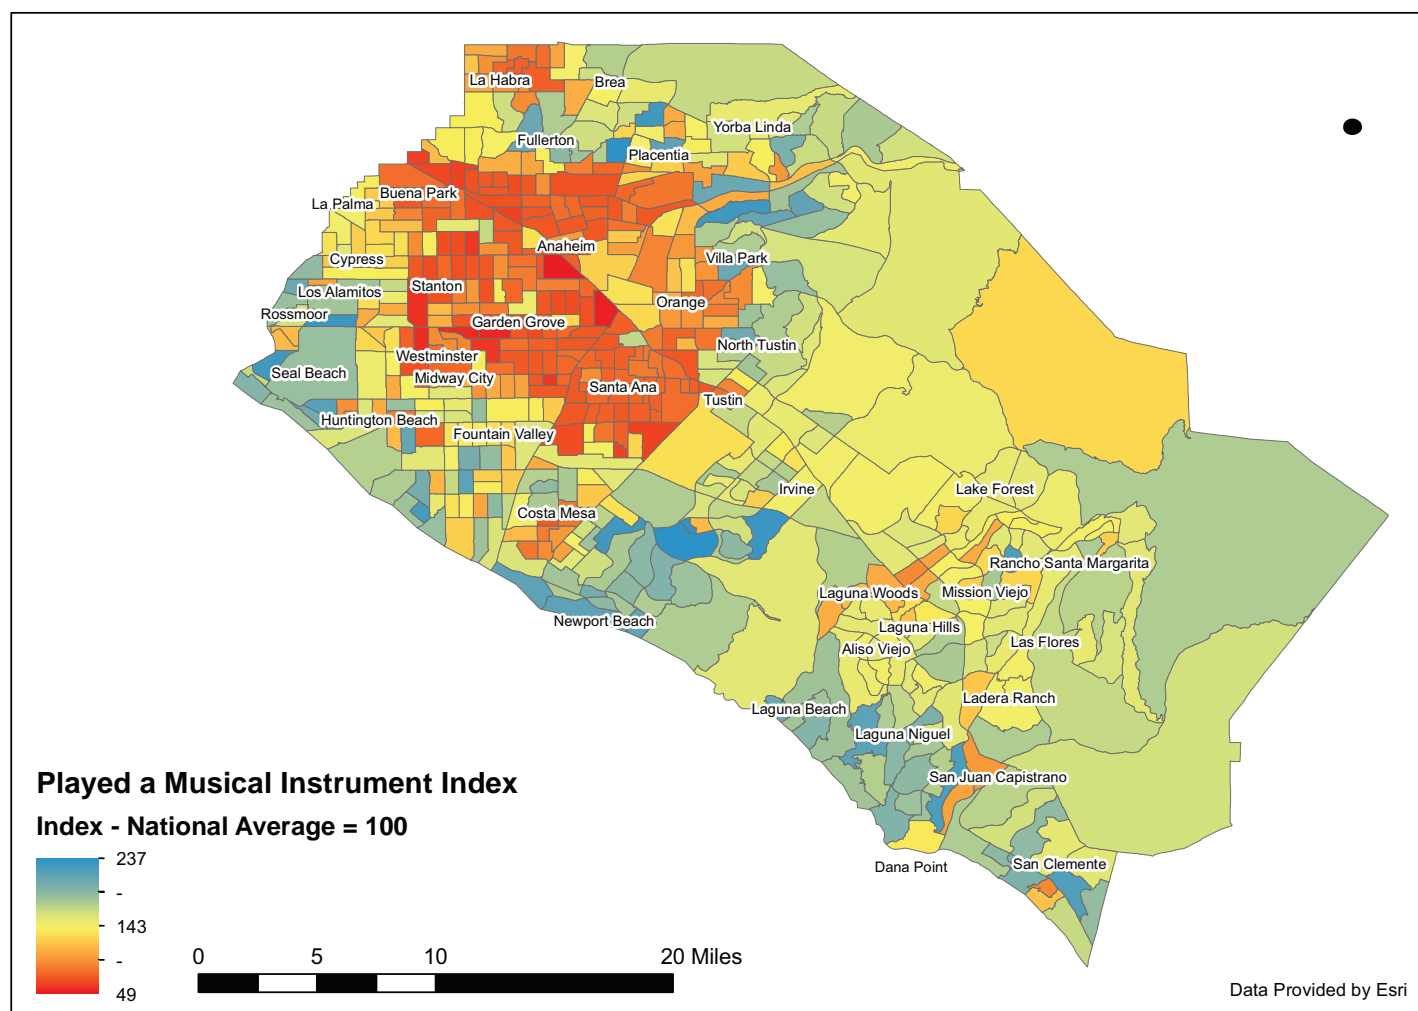 La Habra
Brea
Yorba Linda
Fullerton
Placentia
Buena Park
La Palma
Anaheim
Cypress
Villa Park
Stanton
Los Alamitos
Orange
Rossmoor
Garden Grove
North Tustin
Westminster
Seal Beach
Midway City
Santa Ana
Tustin
Huntington Beach
Fountain Valley
Irvine
Lake Forest
Costa Mesa
Rancho Santa Margarita
Laguna Woods
Mission Viejo
Newport Beach
Laguna Hills
Las Flores
Aliso Viejo
Ladera Ranch
Laguna Beach
Laguna Niguel
San Juan Capistrano
Dana Point
San Clemente
Played a Musical Instrument Index
Index - National Average = 100
237
-
143
-
49
0 5 10 20 Miles
Data Provided by Esri